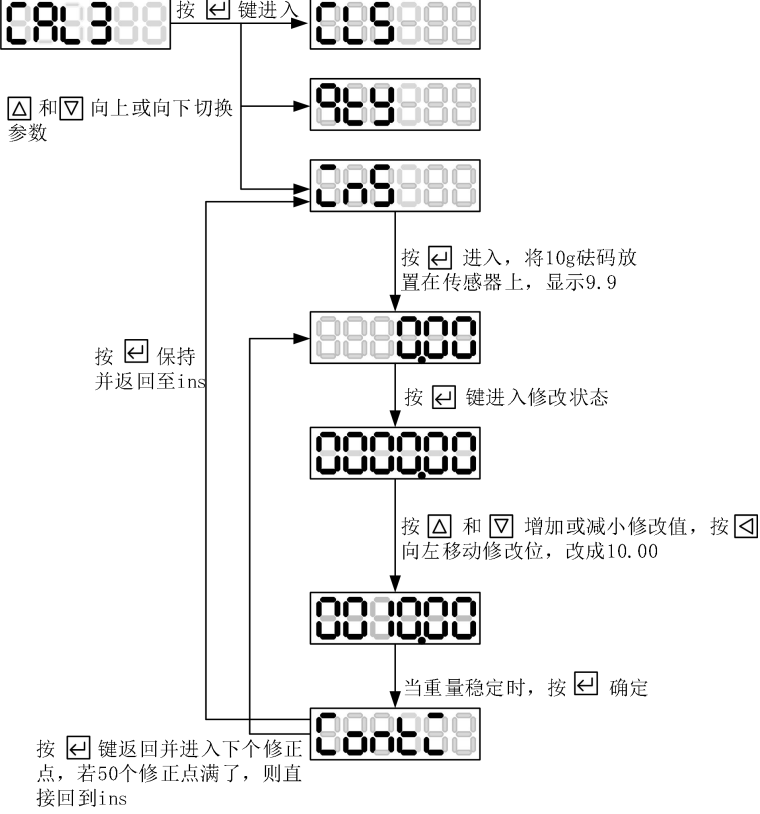 CAL3
按 ↵ 键进入
CLS
△ 和▽ 向上或向下切换
参数
qtY
inS
按 ↵ 进入，将10g砝码放
置在传感器上，显示9.9
0.00
按 ↵ 保持
并返回至ins
按 ↵ 键进入修改状态
0000.00
按 △ 和 ▽ 增加或减小修改值，按 ◁
向左移动修改位，改成10.00
0010.00
当重量稳定时，按 ↵ 确定
Conti
按 ↵ 键返回并进入下个修正
点，若50个修正点满了，则直
接回到ins